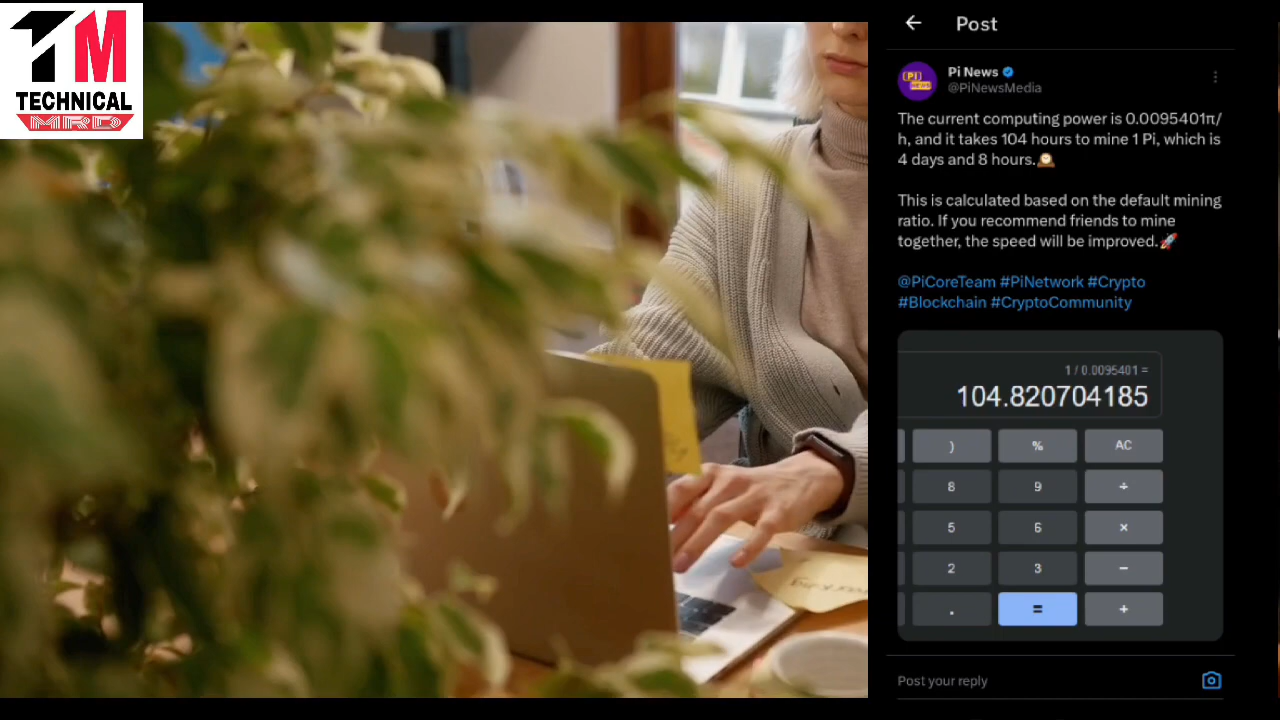 TM
TECHNICAL
MRD
Post
Pi News
@PiNewsMedia
The current computing power is 0.0095401π/
h, and it takes 104 hours to mine 1 Pi, which is
4 days and 8 hours.🕰️
This is calculated based on the default mining
ratio. If you recommend friends to mine
together, the speed will be improved.🚀
@PiCoreTeam #PiNetwork #Crypto
#Blockchain #CryptoCommunity
1 / 0.0095401 =
104.820704185
) % AC
8 9 ÷
5 6 ×
2 3 −
. = +
Post your reply